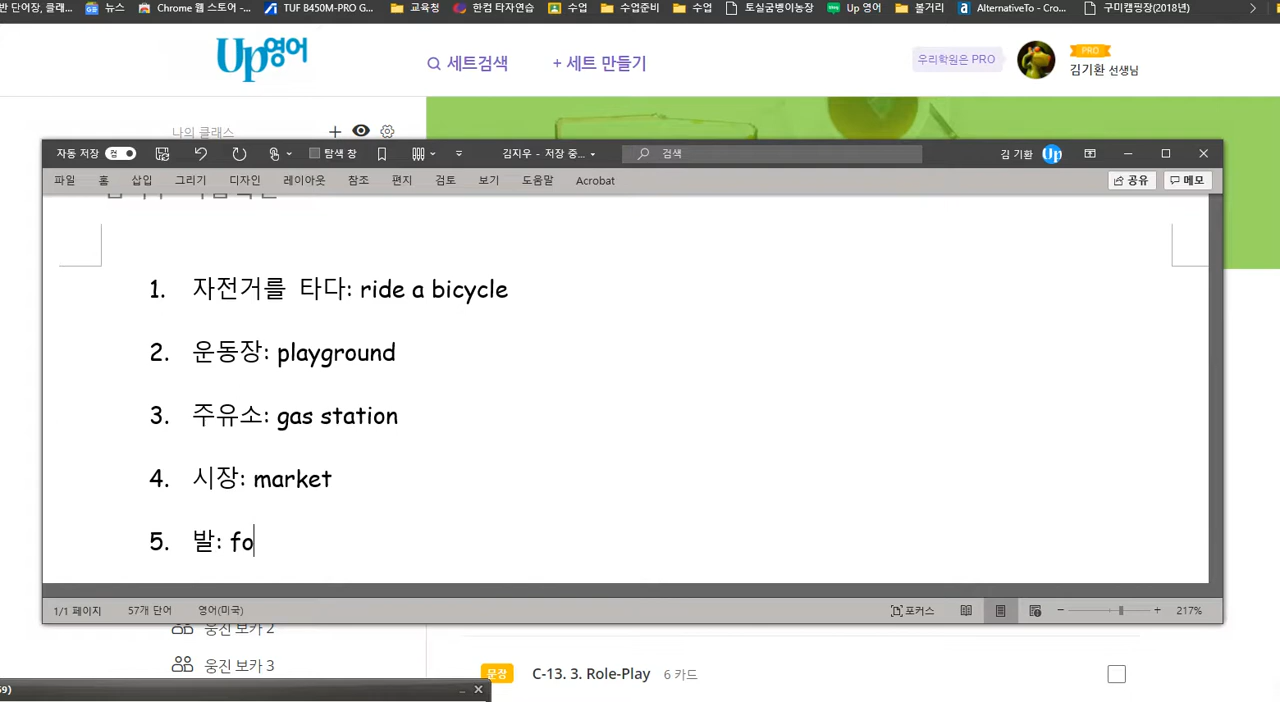 반 단어장, 클래... 뉴스 Chrome 웹 스토어 -... TUF B450M-PRO G... 교육청 한컴 타자연습 수업 수업준비 수업 토실굼벵이농장 Up 영어 볼거리 AlternativeTo - Cro... 구미캠핑장(2018년)
Up영어 세트검색 + 세트 만들기 우리학원은 PRO PRO
김기환 선생님
나의 클래스
자동 저장 컴 탐색 창 김지우 - 저장 중... 검색 김 기환 Up
파일 홈 삽입 그리기 디자인 레이아웃 참조 편지 검토 보기 도움말 Acrobat 공유 메모
1. 자전거를 타다: ride a bicycle
2. 운동장: playground
3. 주유소: gas station
4. 시장: market
5. 발: fo
1/1 페이지 57개 단어 영어(미국) 포커스 217%
웅진 보카 2
웅진 보카 3
문장 C-13. 3. Role-Play 6 카드
59)